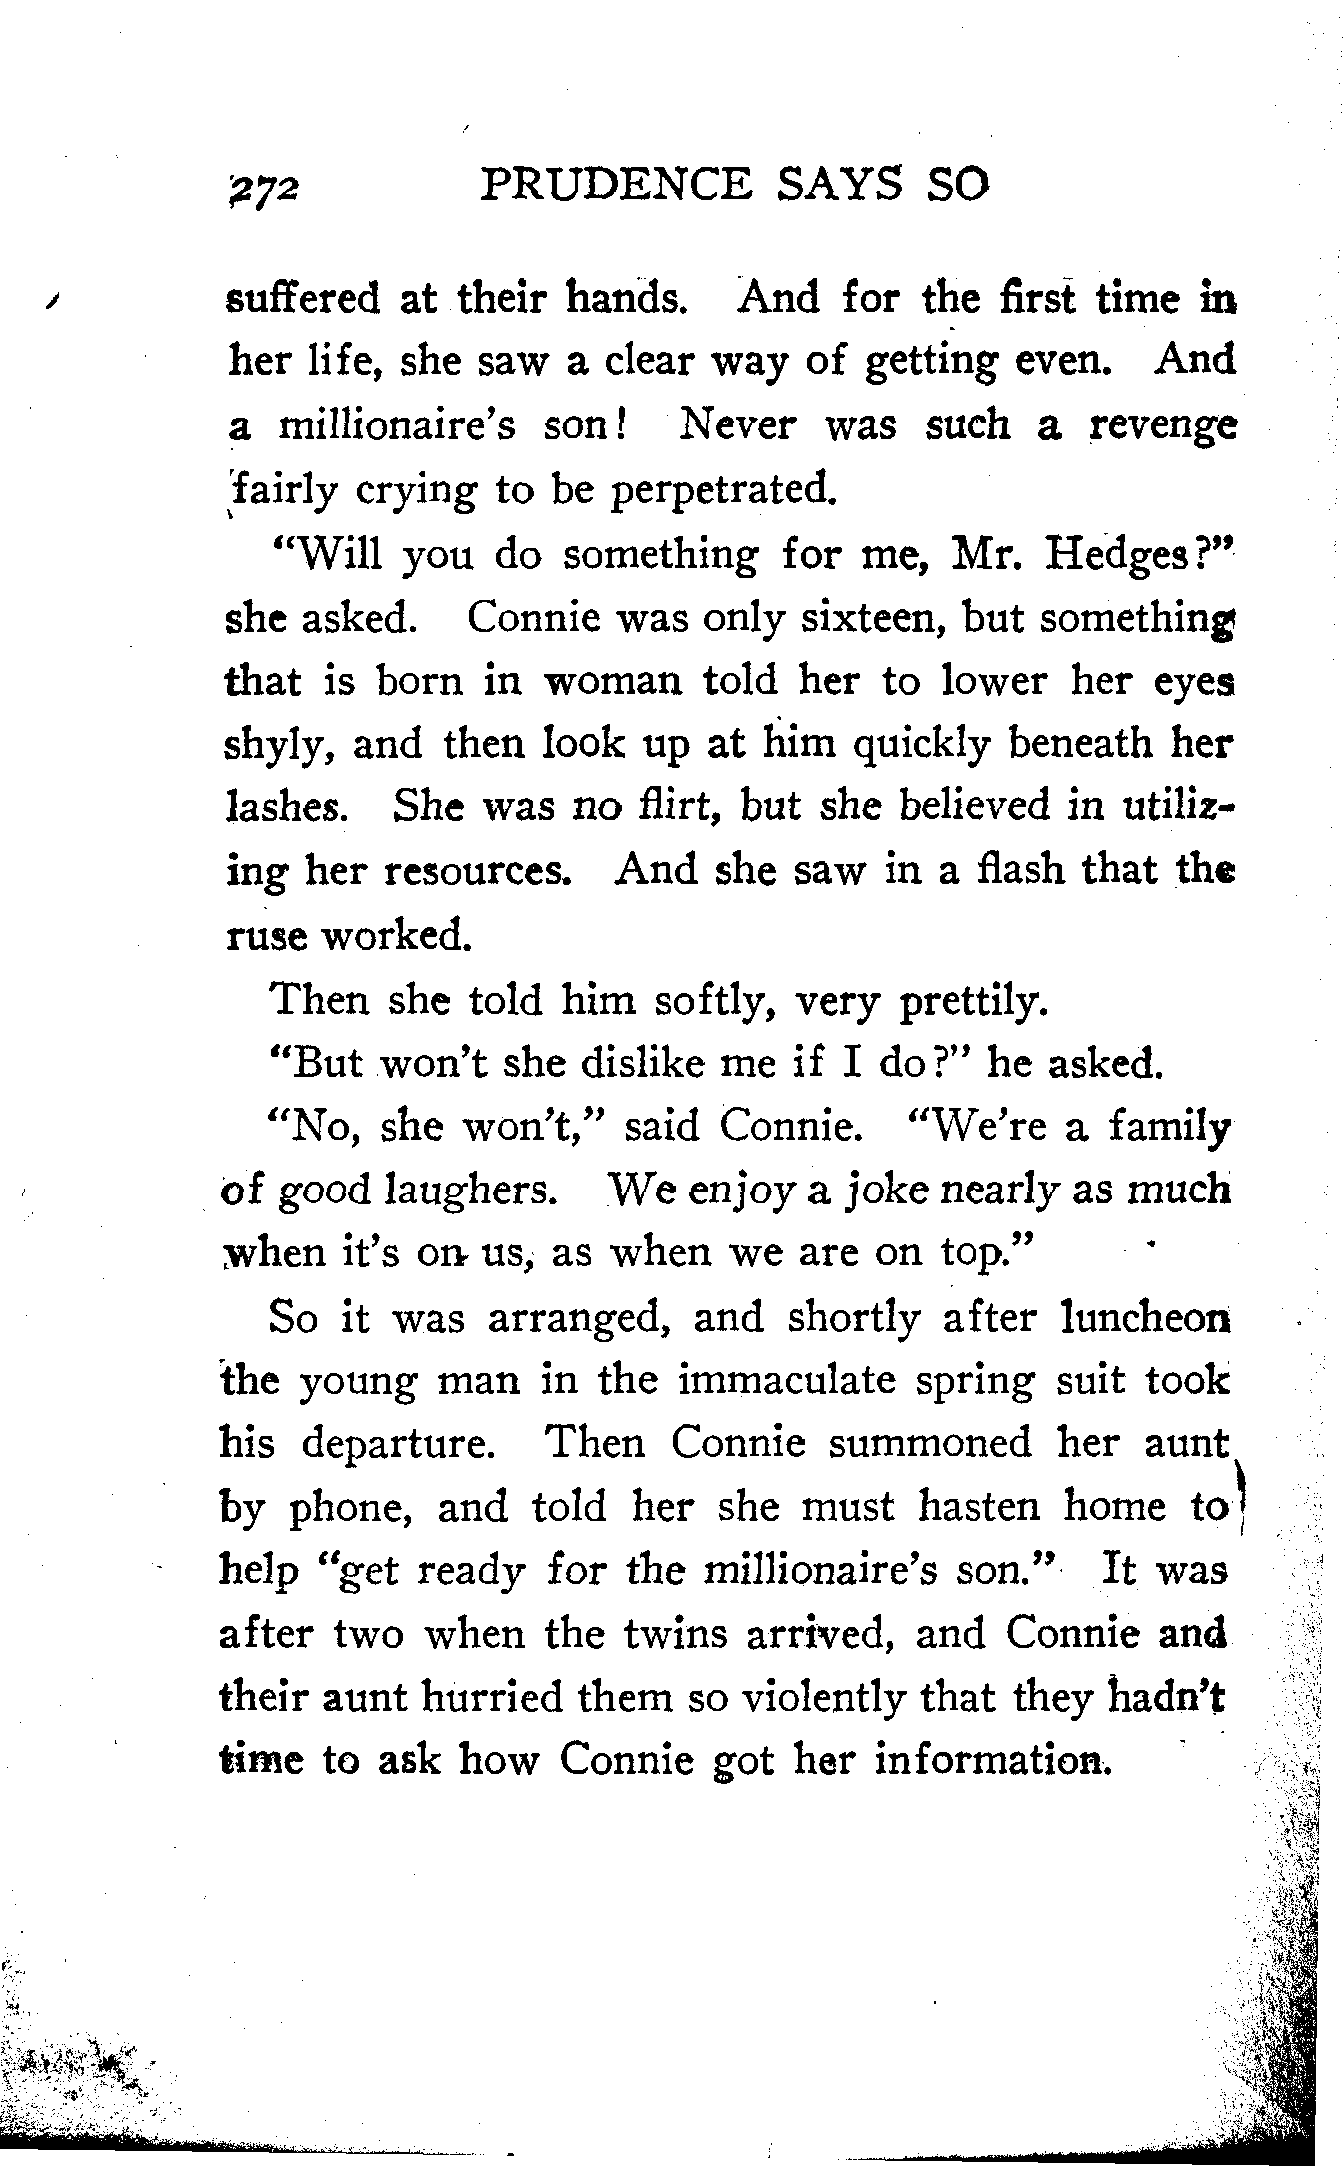 272 PRUDENCE SAYS SO
suffered at their hands. And for the first time in
her life, she saw a clear way of getting even. And
a millionaire's son! Never was such a revenge
fairly crying to be perpetrated.
"Will you do something for me, Mr. Hedges?"
she asked. Connie was only sixteen, but something
that is born in woman told her to lower her eyes
shyly, and then look up at him quickly beneath her
lashes. She was no flirt, but she believed in utiliz-
ing her resources. And she saw in a flash that the
ruse worked.
Then she told him softly, very prettily.
"But won't she dislike me if I do?" he asked.
"No, she won't," said Connie. "We're a family
of good laughers. We enjoy a joke nearly as much
when it's on us, as when we are on top."
So it was arranged, and shortly after luncheon
the young man in the immaculate spring suit took
his departure. Then Connie summoned her aunt
by phone, and told her she must hasten home to
help "get ready for the millionaire's son." It was
after two when the twins arrived, and Connie and
their aunt hurried them so violently that they hadn't
time to ask how Connie got her information.